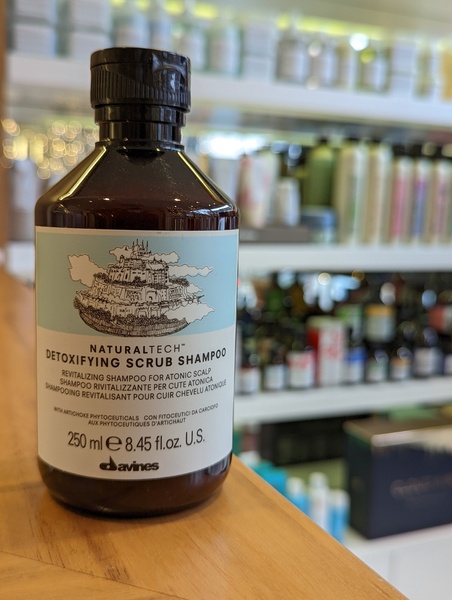 NATURALTECH™
DETOXIFYING SCRUB SHAMPOO
REVITALIZING SHAMPOO FOR ATONIC SCALP
SHAMPOO RIVITALIZZANTE PER CUTE ATONICA
SHAMPOOING REVITALISANT POUR CUIR CHEVELU ATONIQUE
WITH ARTICHOKE PHYTOCEUTICALS CON FITOCEUTICI DA CARCIOFO
AUX PHYTOCEUTIQUES D'ARTICHAUT
250 ml ℮ 8.45 fl.oz. U.S.
davines